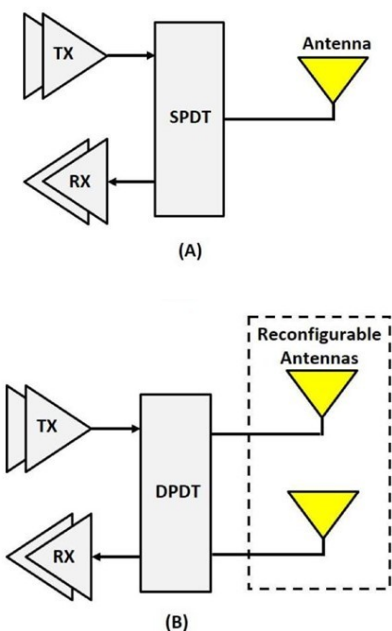 TX
Antenna
SPDT
RX
(A)
Reconfigurable
Antennas
TX
DPDT
RX
(B)